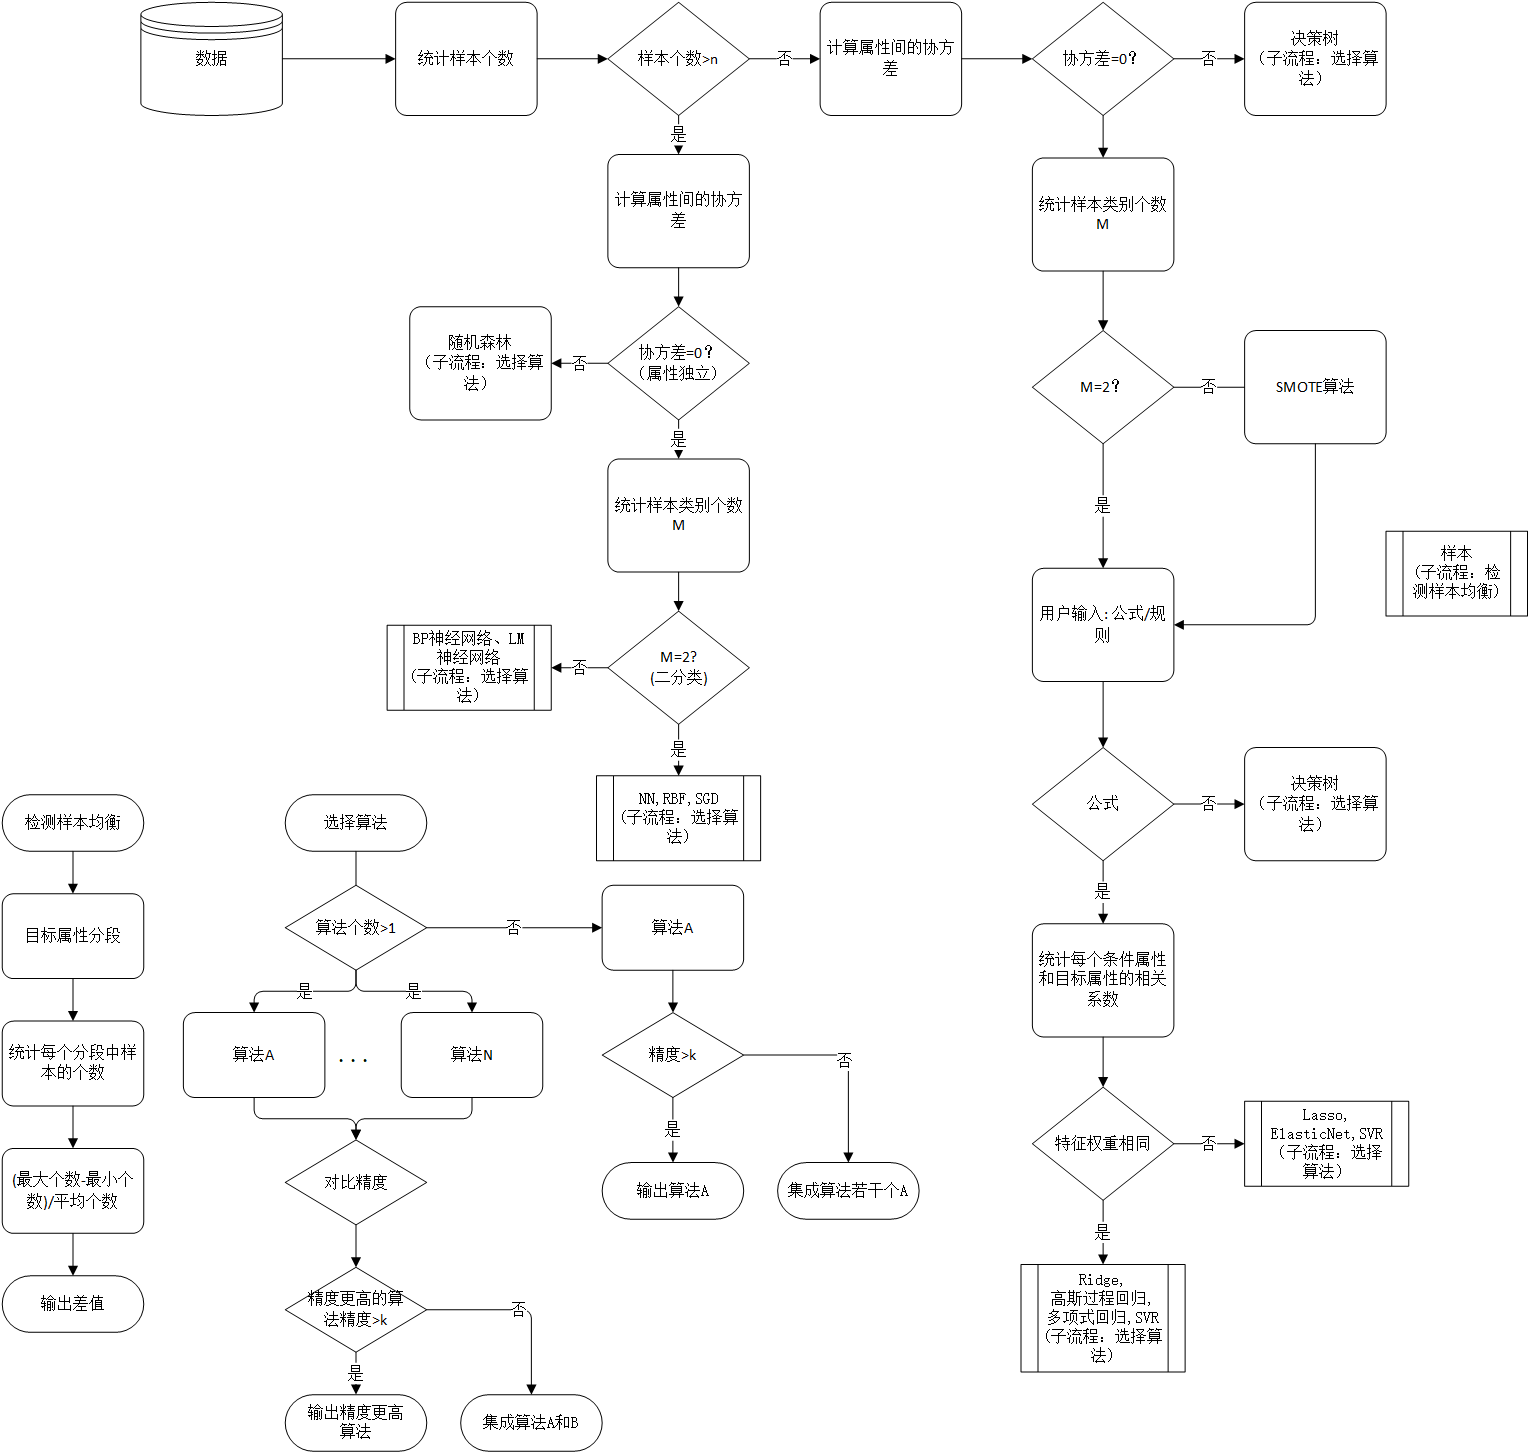 数据
统计样本个数
样本个数>n
否
计算属性间的协方
差
协方差=0?
否
决策树
（子流程：选择算
法）
是
计算属性间的协方
差
统计样本类别个数
M
随机森林
（子流程：选择算
法）
否
协方差=0?
（属性独立）
是
M=2?
否
SMOTE算法
是
统计样本类别个数
M
样本
(子流程：检
测样本均衡)
用户输入：公式/规
则
BP神经网络、LM
神经网络
(子流程：选择算
法)
否
M=2?
(二分类)
是
NN,RBF,SGD
(子流程：选择算
法)
公式
否
决策树
（子流程：选择算
法）
是
统计每个条件属性
和目标属性的相关
系数
特征权重相同
否
Lasso,
ElasticNet,SVR
（子流程：选择
算法）
是
Ridge,
高斯过程回归,
多项式回归,SVR
(子流程：选择算
法)
检测样本均衡
目标属性分段
统计每个分段中样
本的个数
(最大个数-最小个
数)/平均个数
输出差值
选择算法
算法个数>1
否
算法A
是
是
算法A
...
算法N
精度>k
否
是
输出算法A
集成算法若干个A
对比精度
精度更高的算
法精度>k
否
是
输出精度更高
算法
集成算法A和B